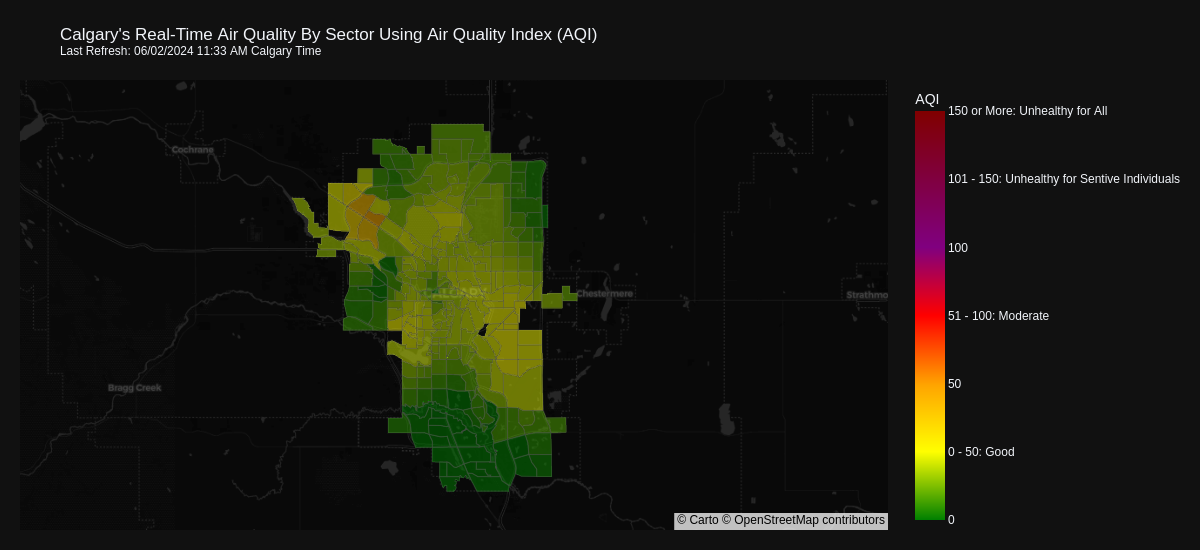 Calgary's Real-Time Air Quality By Sector Using Air Quality Index (AQI)
Last Refresh: 06/02/2024 11:33 AM Calgary Time
AQI
150 or More: Unhealthy for All
Cochrane
101 - 150: Unhealthy for Sentive Individuals
100
CALGARY
Chestermere
Strathmo
51 - 100: Moderate
50
Bragg Creek
0 - 50: Good
0
© Carto © OpenStreetMap contributors